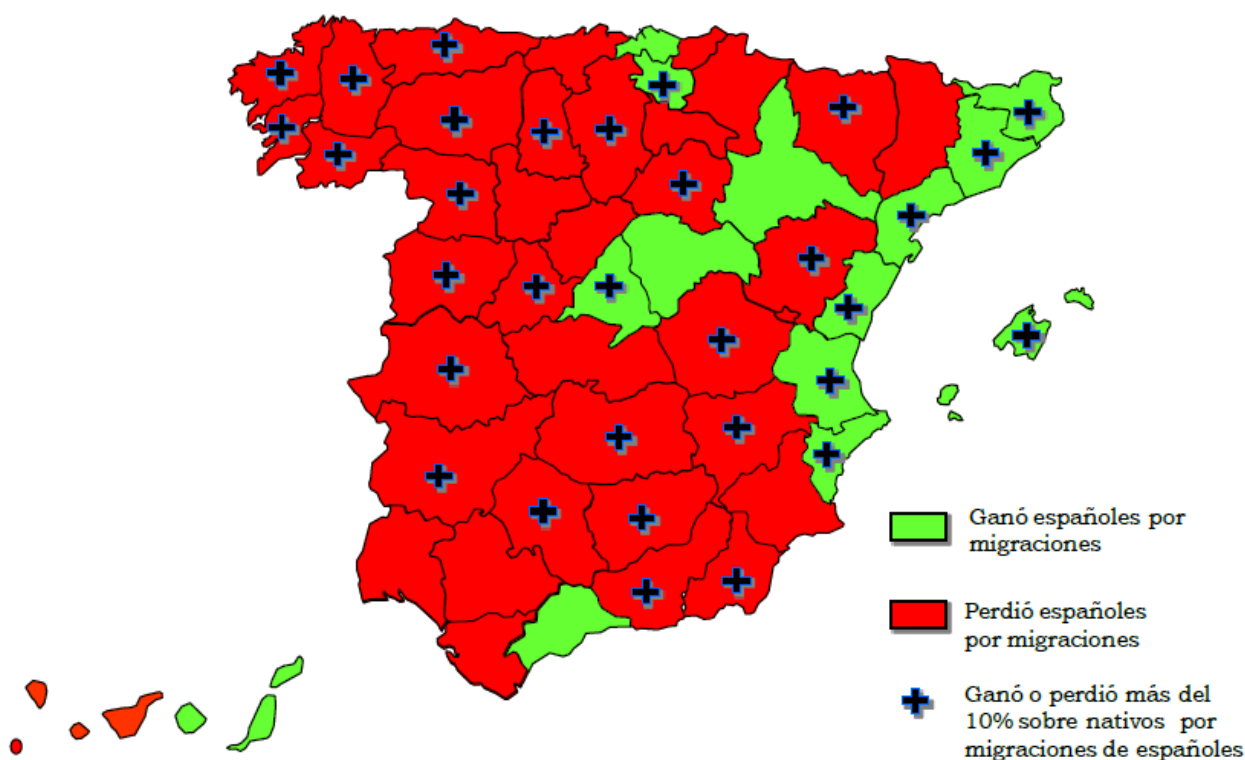 Ganó españoles por
migraciones
Perdió españoles
por migraciones
Ganó o perdió más del
10% sobre nativos por
migraciones de españoles